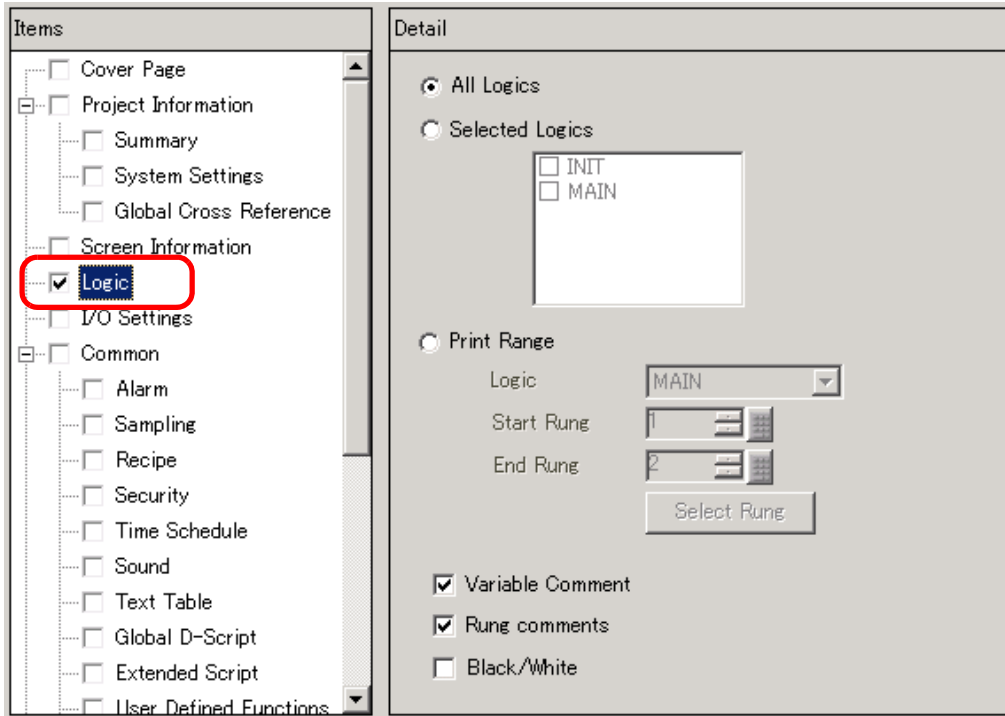 Items
Cover Page
Project Information
Summary
System Settings
Global Cross Reference
Screen Information
Logic
I/O Settings
Common
Alarm
Sampling
Recipe
Security
Time Schedule
Sound
Text Table
Global D-Script
Extended Script
User Defined Functions
Detail
All Logics
Selected Logics
INIT
MAIN
Print Range
Logic MAIN
Start Rung 1
End Rung 2
Select Rung
Variable Comment
Rung comments
Black/White